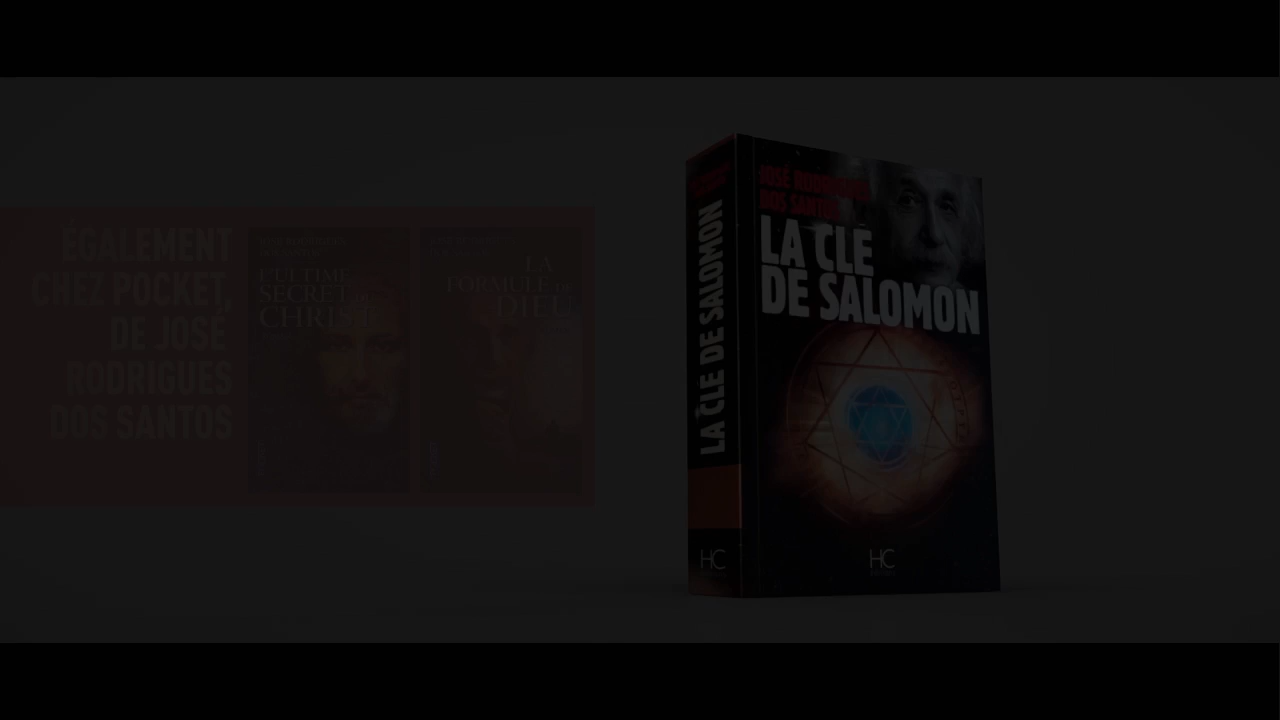 ÉGALEMENT
CHEZ POCKET,
DE JOSÉ
RODRIGUES
DOS SANTOS
L'ULTIME
SECRET DU
CHRIST
LA
FORMULE DE
DIEU
LA CLÉ DE SALOMON
HC
JOSÉ RODRIGUES
DOS SANTOS
LA CLÉ
DE SALOMON
HC